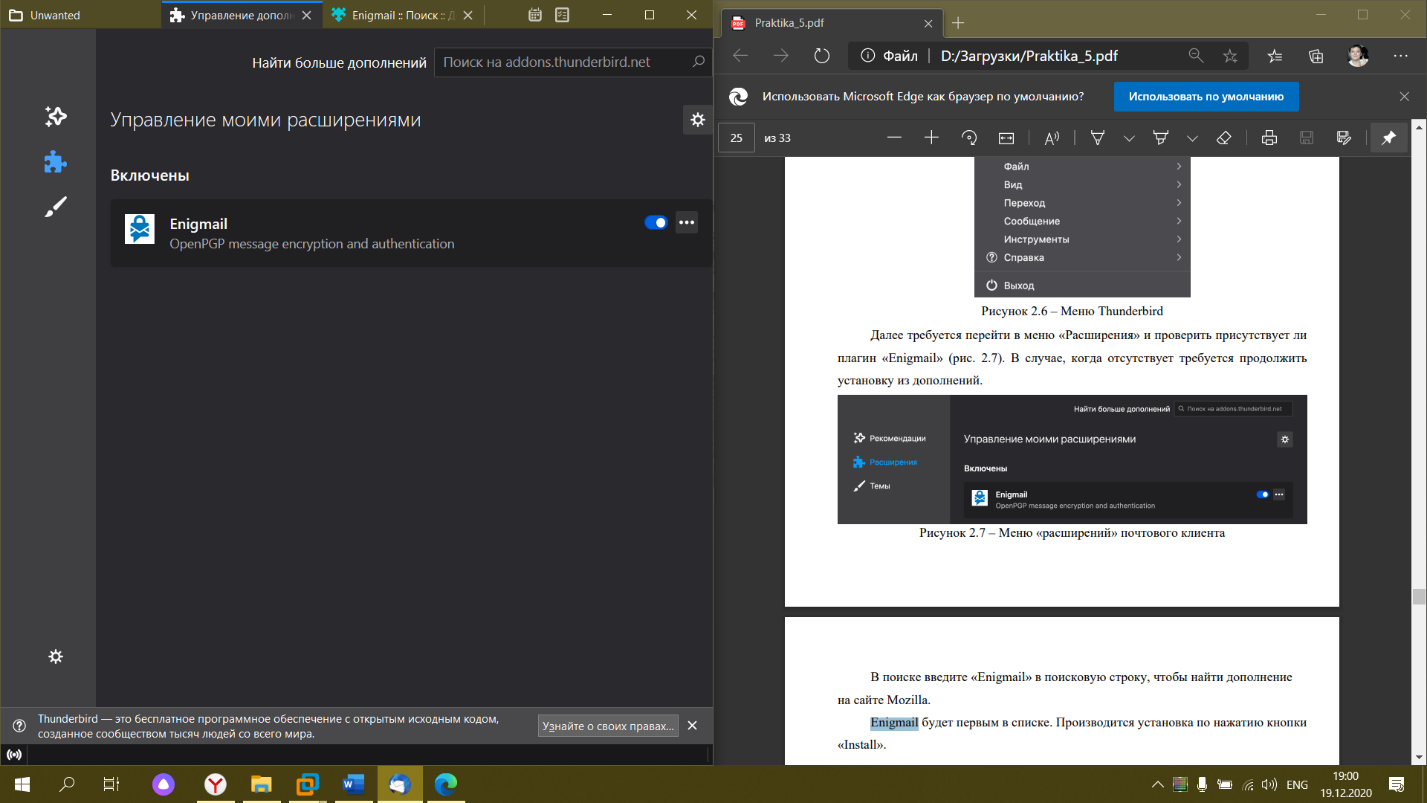 Unwanted
Управление дополн
Enigmail :: Поиск :: Д
Найти больше дополнений
Поиск на addons.thunderbird.net
Управление моими расширениями
Включены
Enigmail
OpenPGP message encryption and authentication
Thunderbird — это бесплатное программное обеспечение с открытым исходным кодом,
созданное сообществом тысяч людей со всего мира.
Узнайте о своих правах...
Praktika_5.pdf
Файл
D:/Загрузки/Praktika_5.pdf
Использовать Microsoft Edge как браузер по умолчанию?
Использовать по умолчанию
25 из 33
Файл
Вид
Переход
Сообщение
Инструменты
Справка
Выход
Рисунок 2.6 – Меню Thunderbird
Далее требуется перейти в меню «Расширения» и проверить присутствует ли
плагин «Enigmail» (рис. 2.7). В случае, когда отсутствует требуется продолжить
установку из дополнений.
Найти больше дополнений
Поиск на addons.thunderbird.net
Рекомендации
Управление моими расширениями
Расширения
Включены
Темы
Enigmail
OpenPGP message encryption and authentication
Рисунок 2.7 – Меню «расширений» почтового клиента
В поиске введите «Enigmail» в поисковую строку, чтобы найти дополнение
на сайте Mozilla.
Enigmail будет первым в списке. Производится установка по нажатию кнопки
«Install».
ENG
19:00
19.12.2020